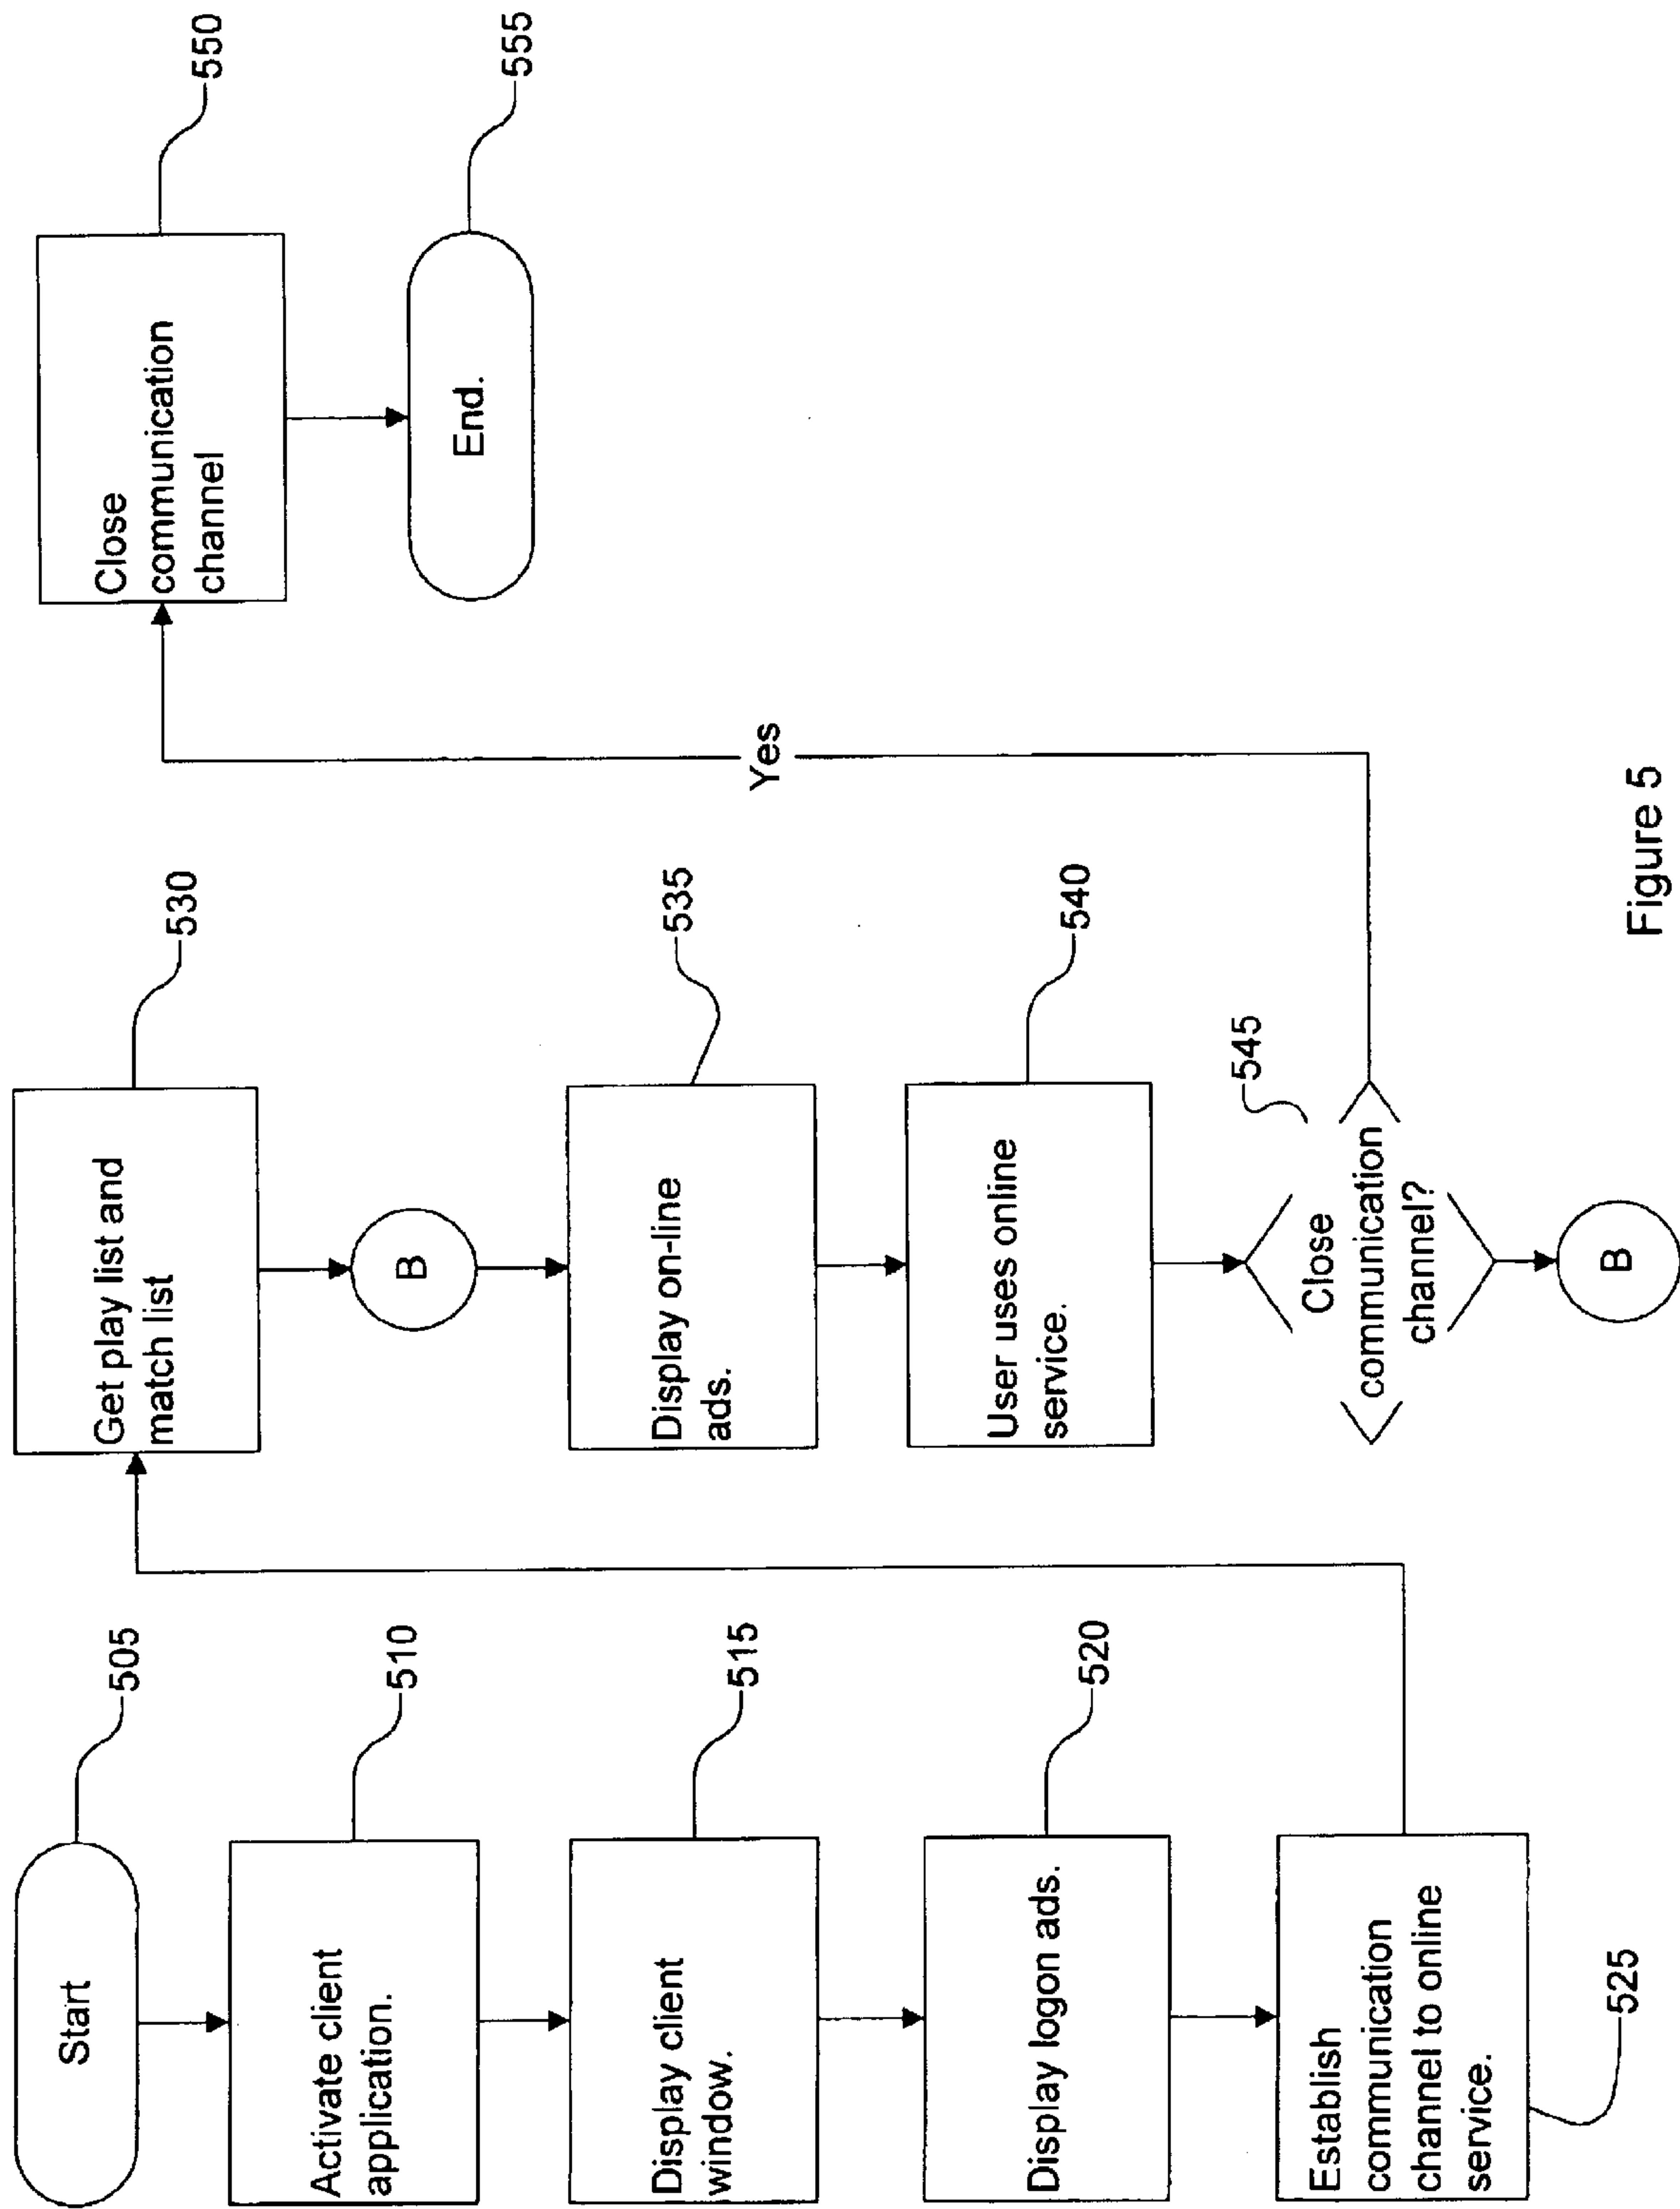 Start
505
Activate client
application.
510
Display client
window.
515
Display logon ads.
520
Establish
communication
channel to online
service.
525
Get play list and
match list
530
B
Display on-line
ads.
535
User uses online
service.
540
Close
communication
channel?
545
B
Yes
Close
communication
channel
550
End.
555
Figure 5